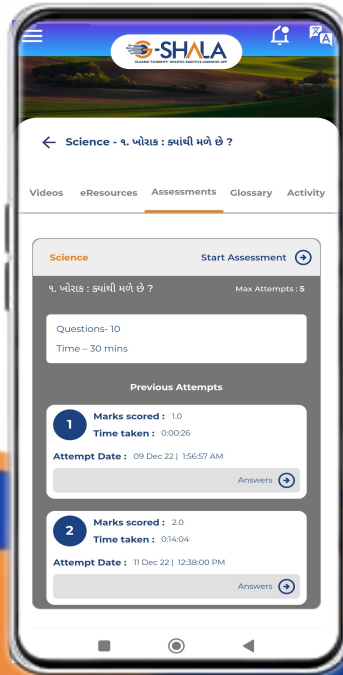 G-SHALA
GUJARAT STUDENTS' HOLISTIC ADAPTIVE LEARNING APP
Science - ૧. ખોરાક : ક્યાંથી મળે છે ?
Videos eResources Assessments Glossary Activity
Science Start Assessment
૧. ખોરાક : ક્યાંથી મળે છે ? Max Attempts : 5
Questions- 10
Time – 30 mins
Previous Attempts
1 Marks scored : 1.0
Time taken : 0:00:26
Attempt Date : 09 Dec 22 | 1:56:57 AM
Answers
2 Marks scored : 2.0
Time taken : 0:14:04
Attempt Date : 11 Dec 22 | 12:38:00 PM
Answers